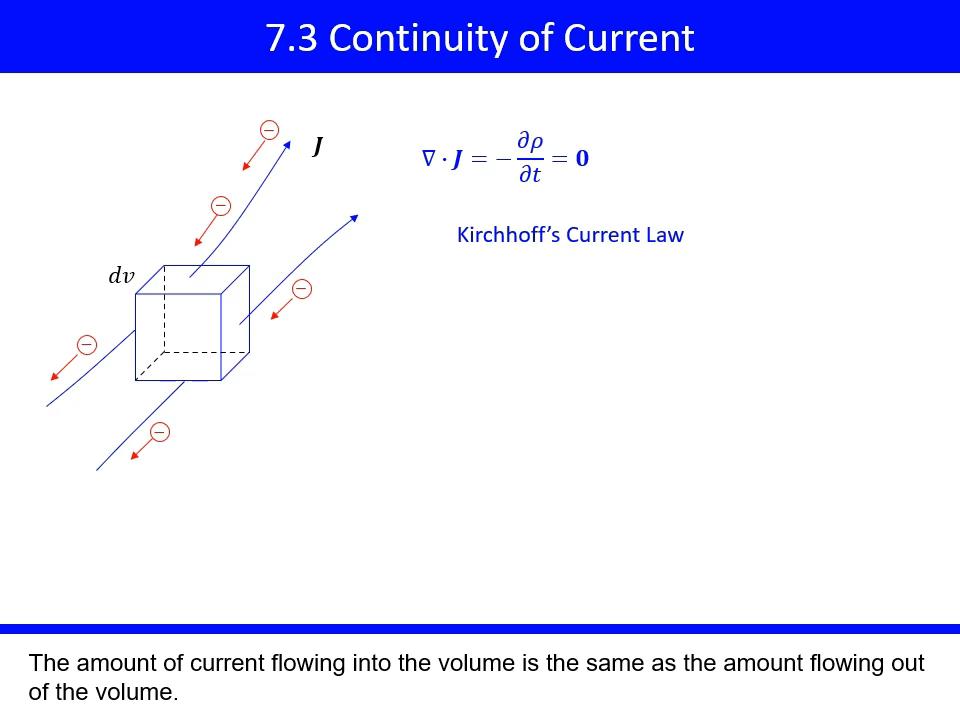 7.3 Continuity of Current
J
∇ · J = − ∂ρ/∂t = 0
Kirchhoff’s Current Law
dv
−
−
−
−
−
The amount of current flowing into the volume is the same as the amount flowing out
of the volume.